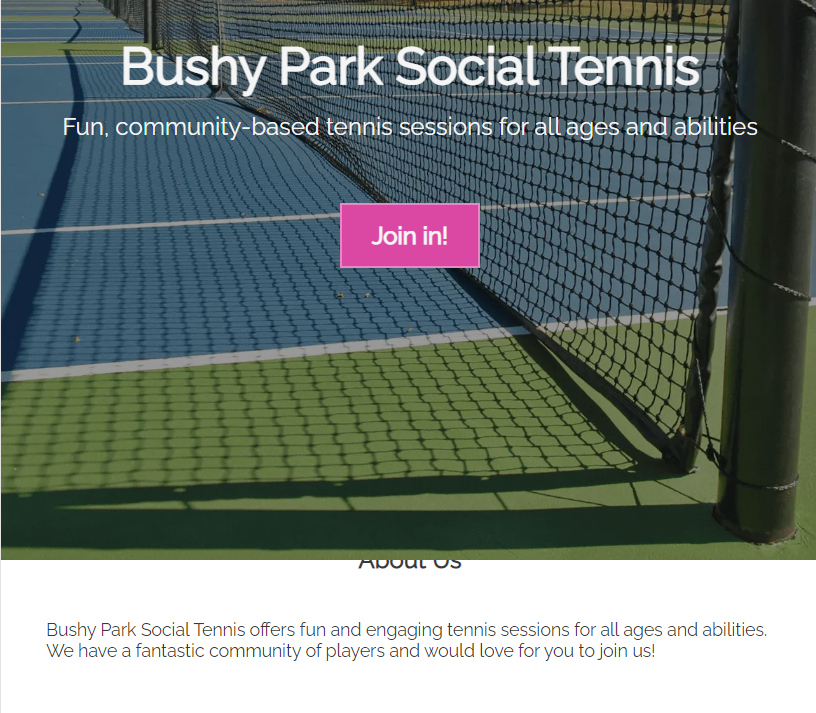 Bushy Park Social Tennis
Fun, community-based tennis sessions for all ages and abilities
Join in!
About Us
Bushy Park Social Tennis offers fun and engaging tennis sessions for all ages and abilities.
We have a fantastic community of players and would love for you to join us!